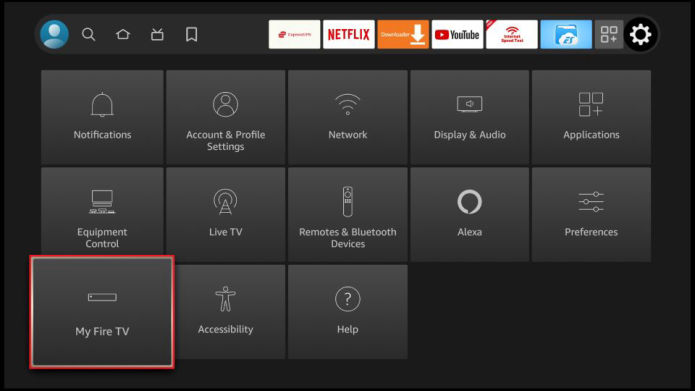 ExpressVPN
NETFLIX
Downloader
YouTube
Internet
Speed Test
ES
Notifications
Account & Profile
Settings
Network
Display & Audio
Applications
Equipment
Control
Live TV
Remotes & Bluetooth
Devices
Alexa
Preferences
My Fire TV
Accessibility
?
Help